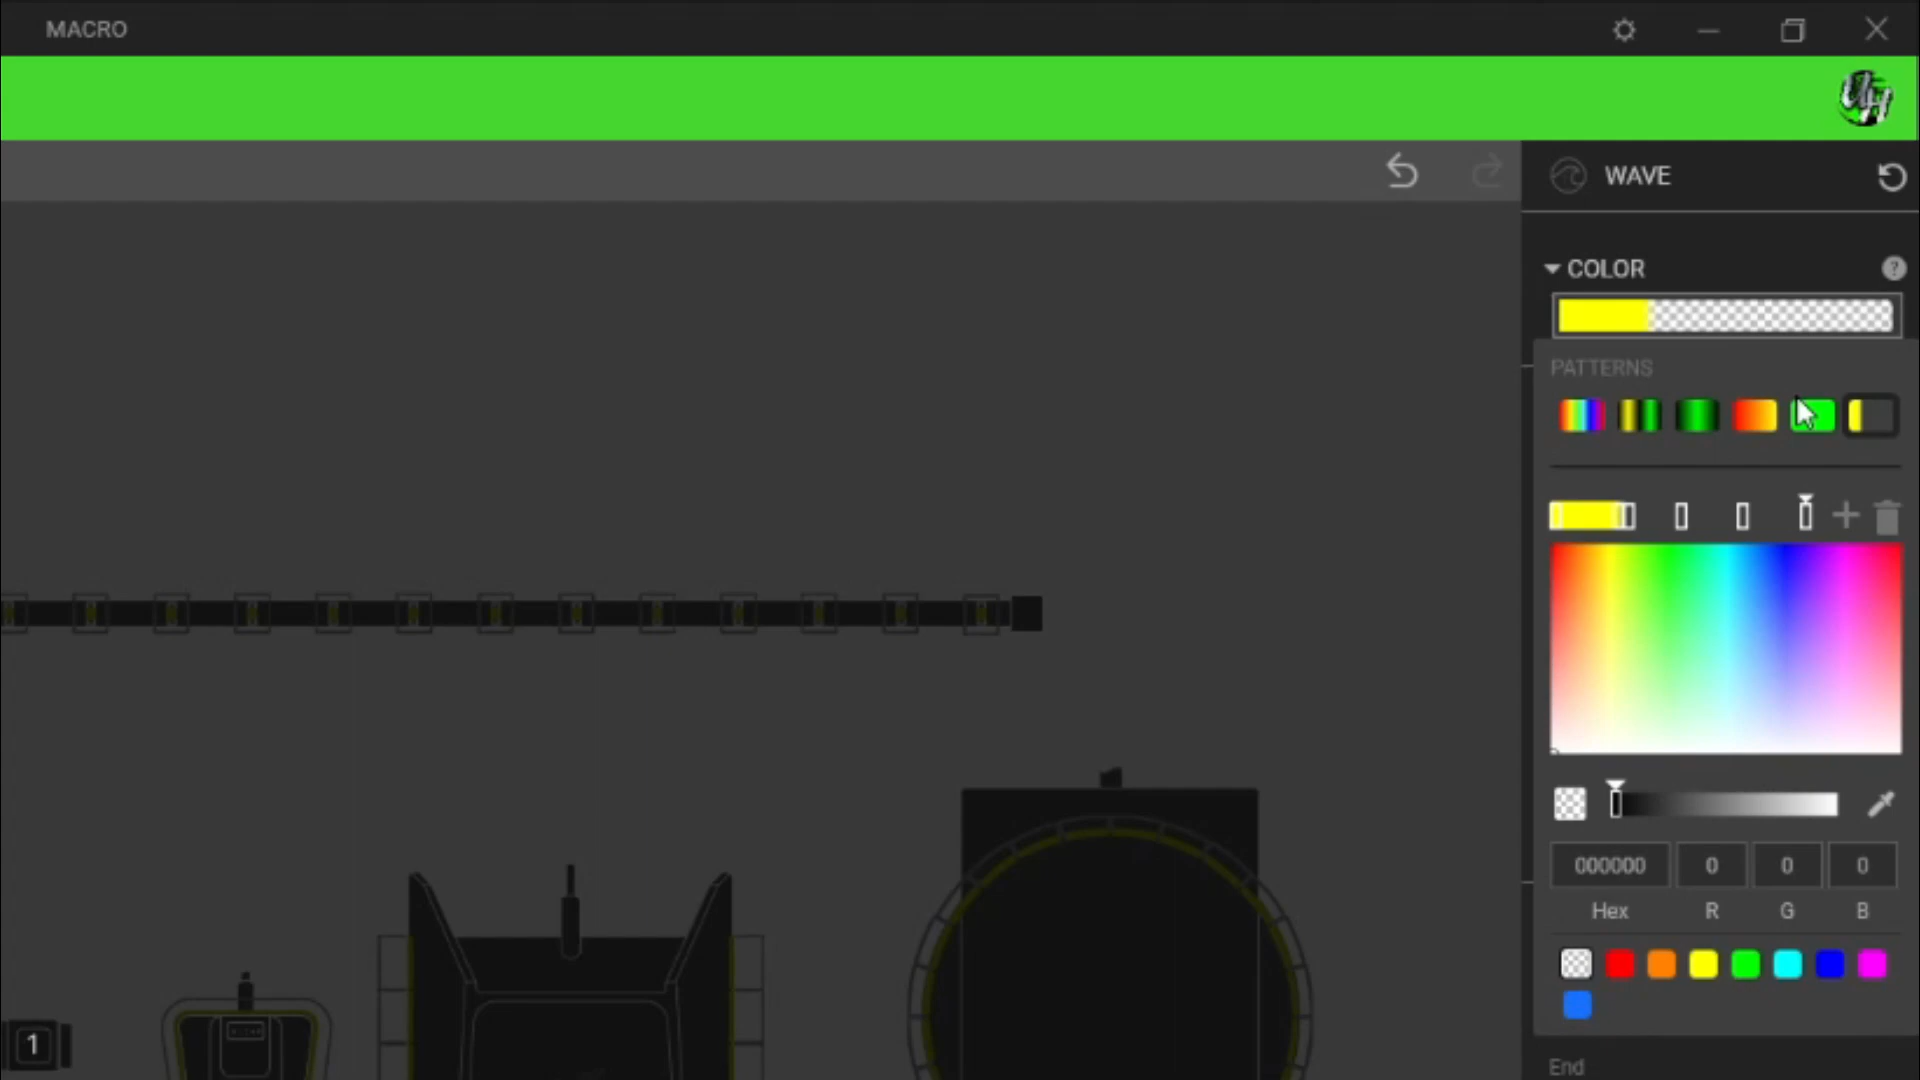 MACRO
WAVE
COLOR
?
PATTERNS
000000 0 0 0
Hex R G B
1
End